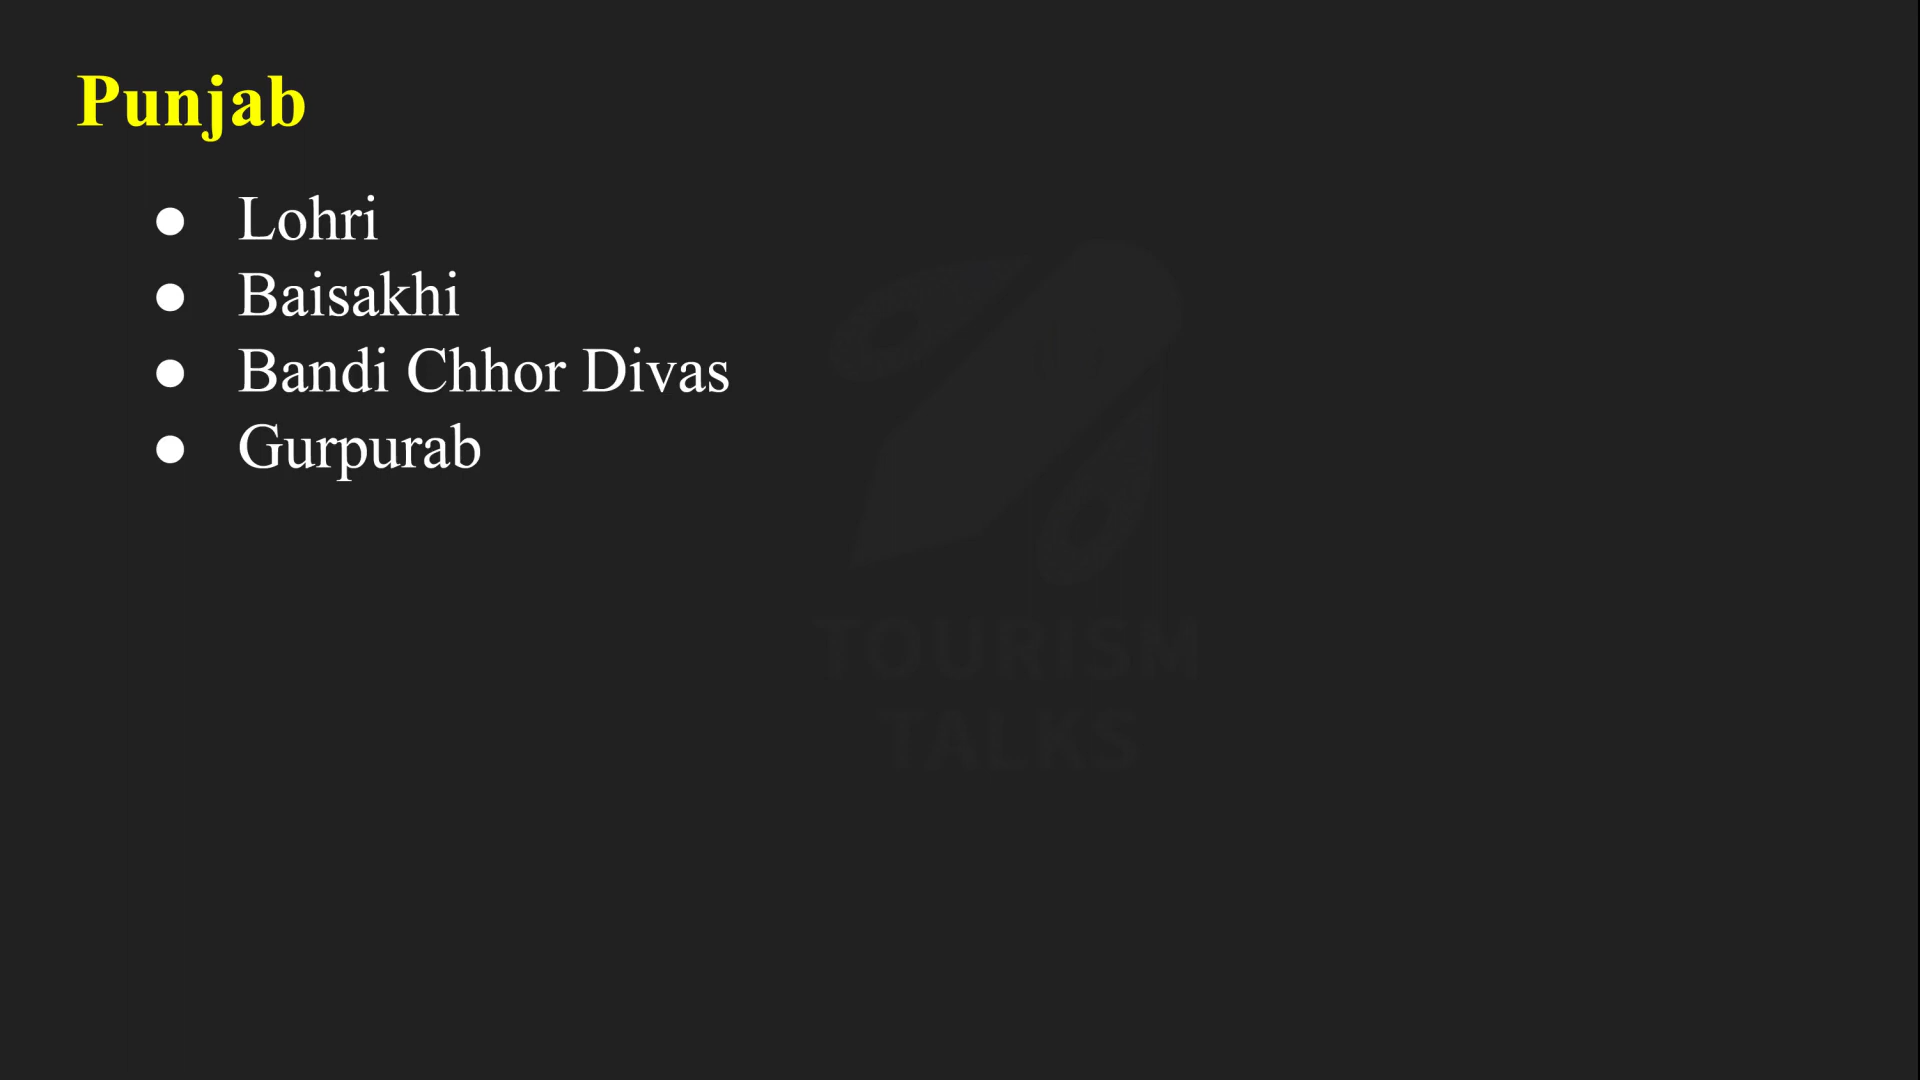 Punjab
● Lohri
● Baisakhi
● Bandi Chhor Divas
● Gurpurab
TOURISM
TALKS